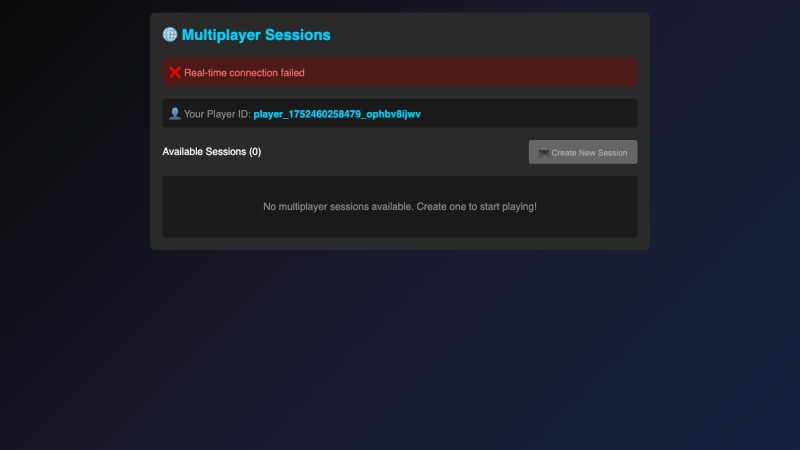 Multiplayer Sessions
Real-time connection failed
Your Player ID: player_1752460258479_ophbv8ijwv
Available Sessions (0)
Create New Session
No multiplayer sessions available. Create one to start playing!